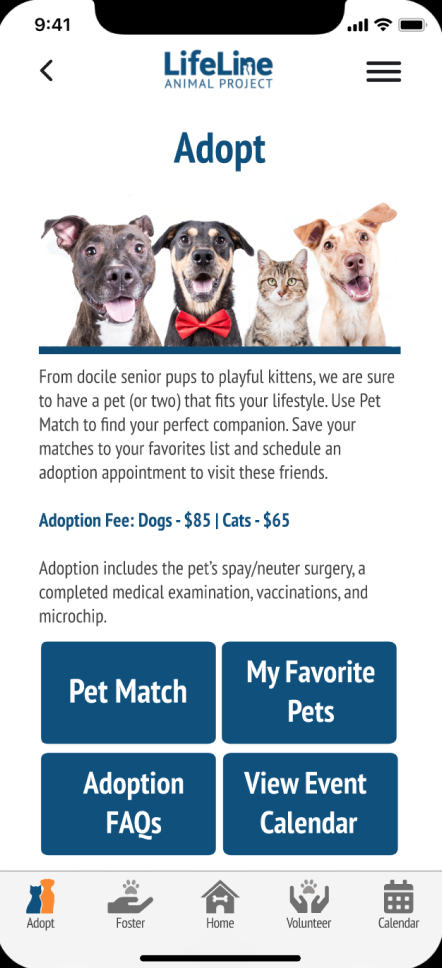 9:41
LifeLine
ANIMAL PROJECT
Adopt
From docile senior pups to playful kittens, we are sure
to have a pet (or two) that fits your lifestyle. Use Pet
Match to find your perfect companion. Save your
matches to your favorites list and schedule an
adoption appointment to visit these friends.
Adoption Fee: Dogs - $85 | Cats - $65
Adoption includes the pet's spay/neuter surgery, a
completed medical examination, vaccinations, and
microchip.
Pet Match
My Favorite
Pets
Adoption
FAQs
View Event
Calendar
Adopt
Foster
Home
Volunteer
Calendar